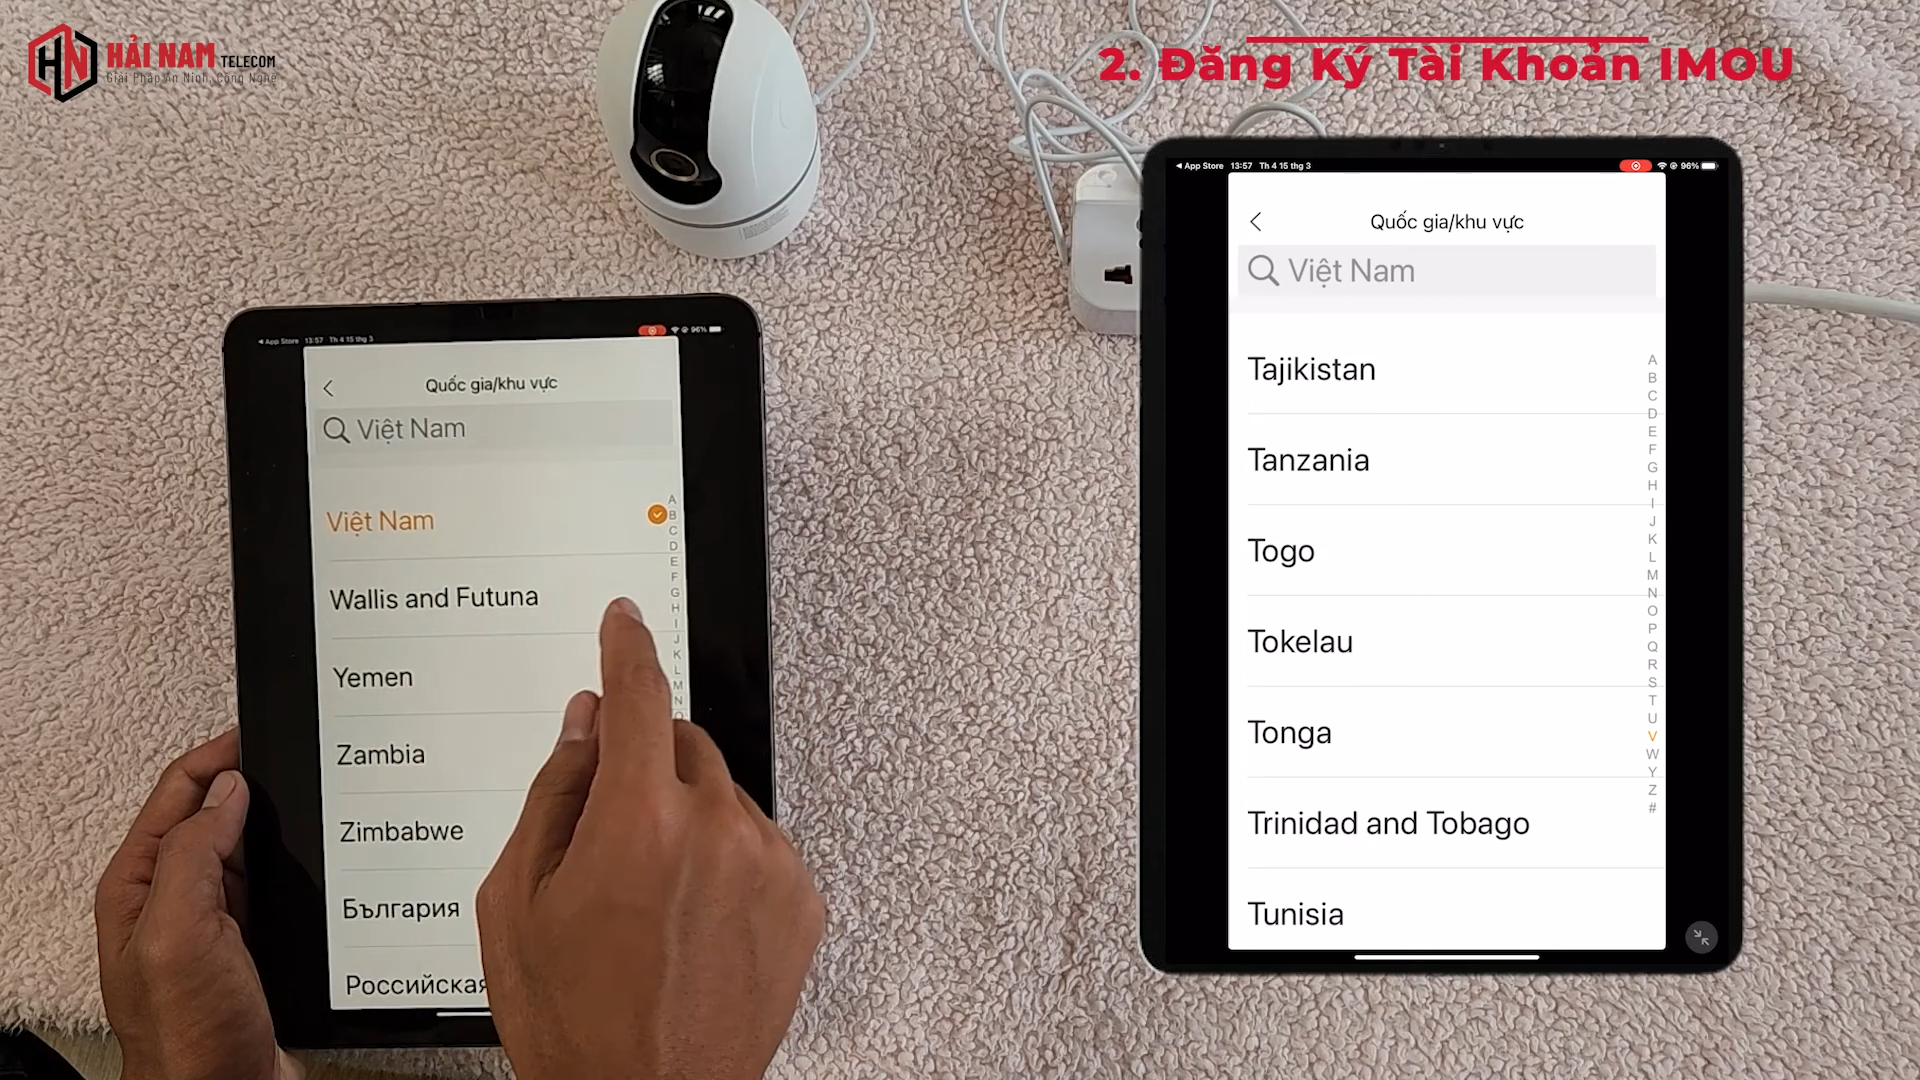 HẢI NAM TELECOM
Giải Pháp An Ninh, Công Nghệ
2. Đăng Ký Tài Khoản IMOU
App Store 13:57 Th 4 15 thg 3
96%
Quốc gia/khu vực
Việt Nam
Việt Nam
Wallis and Futuna
Yemen
Zambia
Zimbabwe
България
Российская
A
B
C
D
E
F
G
H
I
J
K
L
M
N
O
App Store 13:57 Th 4 15 thg 3
96%
Quốc gia/khu vực
Việt Nam
Tajikistan
Tanzania
Togo
Tokelau
Tonga
Trinidad and Tobago
Tunisia
A
B
C
D
E
F
G
H
I
J
K
L
M
N
O
P
Q
R
S
T
U
V
W
Y
Z
#